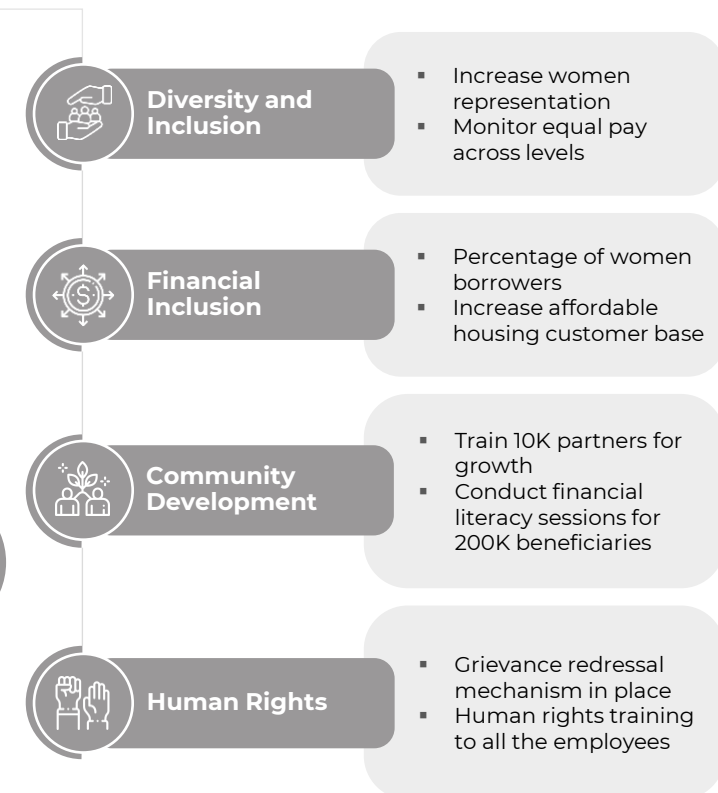 Diversity and
Inclusion
▪ Increase women
representation
▪ Monitor equal pay
across levels
Financial
Inclusion
▪ Percentage of women
borrowers
▪ Increase affordable
housing customer base
Community
Development
▪ Train 10K partners for
growth
▪ Conduct financial
literacy sessions for
200K beneficiaries
Human Rights
▪ Grievance redressal
mechanism in place
▪ Human rights training
to all the employees